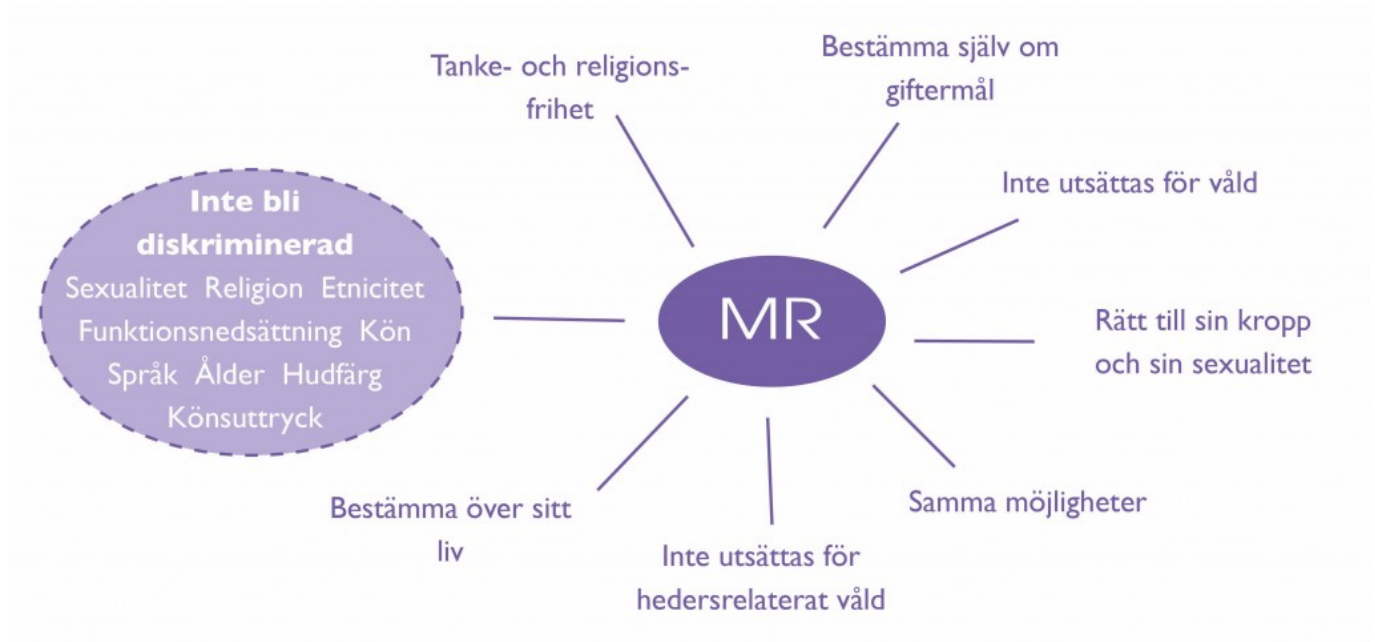 Tanke- och religions-
frihet
Bestämma själv om
giftermål
Inte utsättas för våld
Inte bli
diskriminerad
Sexualitet Religion Etnicitet
Funktionsnedsättning Kön
Språk Ålder Hudfärg
Könsuttryck
MR
Rätt till sin kropp
och sin sexualitet
Bestämma över sitt
liv
Inte utsättas för
hedersrelaterat våld
Samma möjligheter